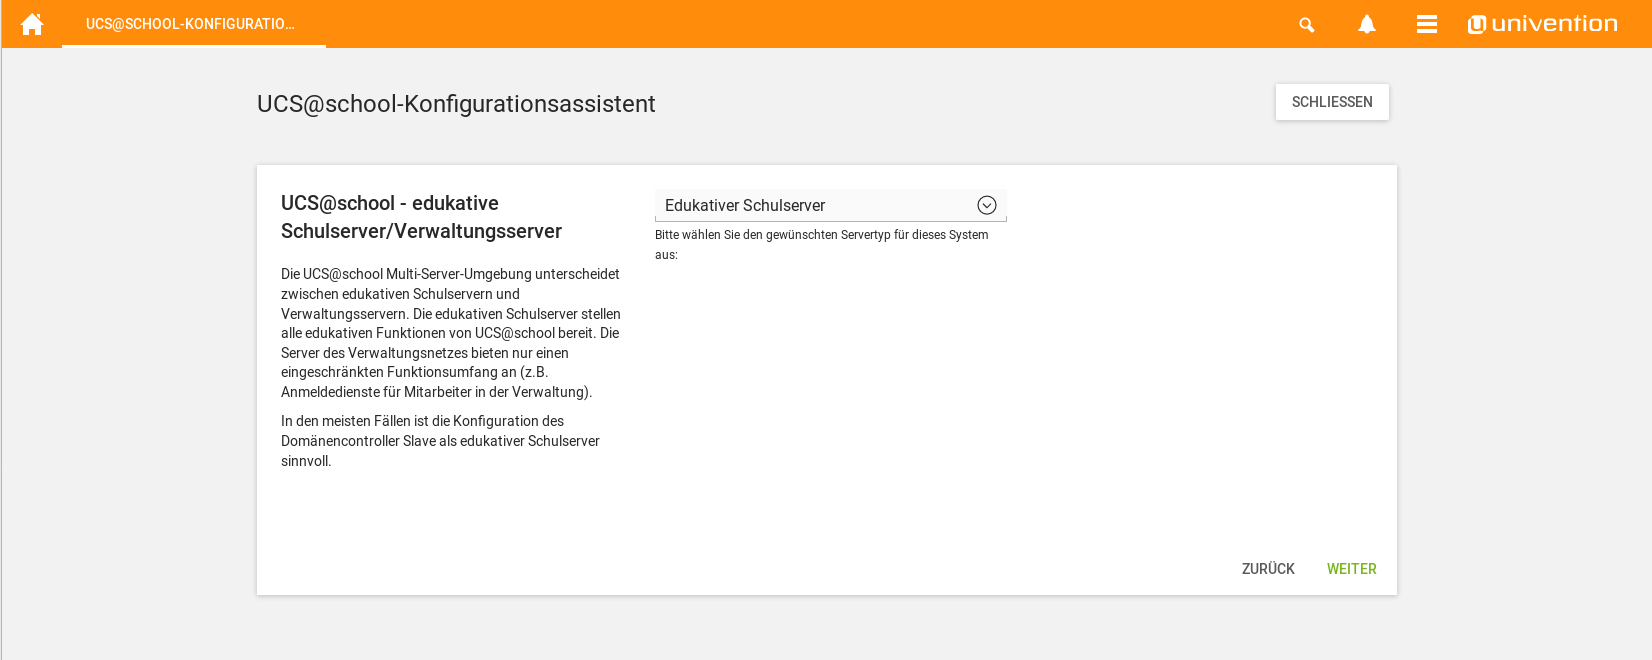 UCS@SCHOOL-KONFIGURATIO...
univention
UCS@school-Konfigurationsassistent
SCHLIESSEN
UCS@school - edukative
Schulserver/Verwaltungsserver
Die UCS@school Multi-Server-Umgebung unterscheidet
zwischen edukativen Schulservern und
Verwaltungsservern. Die edukativen Schulserver stellen
alle edukativen Funktionen von UCS@school bereit. Die
Server des Verwaltungsnetzes bieten nur einen
eingeschränkten Funktionsumfang an (z.B.
Anmeldedienste für Mitarbeiter in der Verwaltung).
In den meisten Fällen ist die Konfiguration des
Domänencontroller Slave als edukativer Schulserver
sinnvoll.
Edukativer Schulserver
Bitte wählen Sie den gewünschten Servertyp für dieses System
aus:
ZURÜCK
WEITER